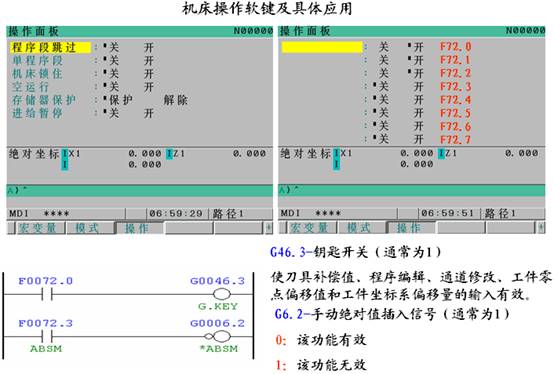 机床操作软键及具体应用
操作面板 N00000
程序段跳过 : ▪关 开
单程序段 : ▪关 开
机床锁住 : ▪关 开
空运行 : ▪关 开
存储器保护 : ▪保护 解除
进给暂停 : ▪关 开
绝对坐标 I X1 0.000 I Z1 0.000
I 0.000
A)^
MDI **** 06:59:29 路径1
宏变量 模式 操作 +
操作面板 N00000
: 关 ▪开 F72.0
: 关 ▪开 F72.1
: 关 ▪开 F72.2
: ▪关 开 F72.3
: ▪关 开 F72.4
: ▪关 开 F72.5
: ▪关 开 F72.6
: ▪关 开 F72.7
绝对坐标 I X1 0.000 I Z1 0.000
I 0.000
A)^
MDI **** 06:59:51 路径1
宏变量 模式 操作 +
G46.3-钥匙开关(通常为1)
使刀具补偿值、程序编辑、通道修改、工件零
点偏移值和工件坐标系偏移量的输入有效。
G6.2-手动绝对值插入信号(通常为1)
0: 该功能有效
1: 该功能无效
F0072.0 G0046.3
G.KEY
F0072.3 G0006.2
ABSM *ABSM